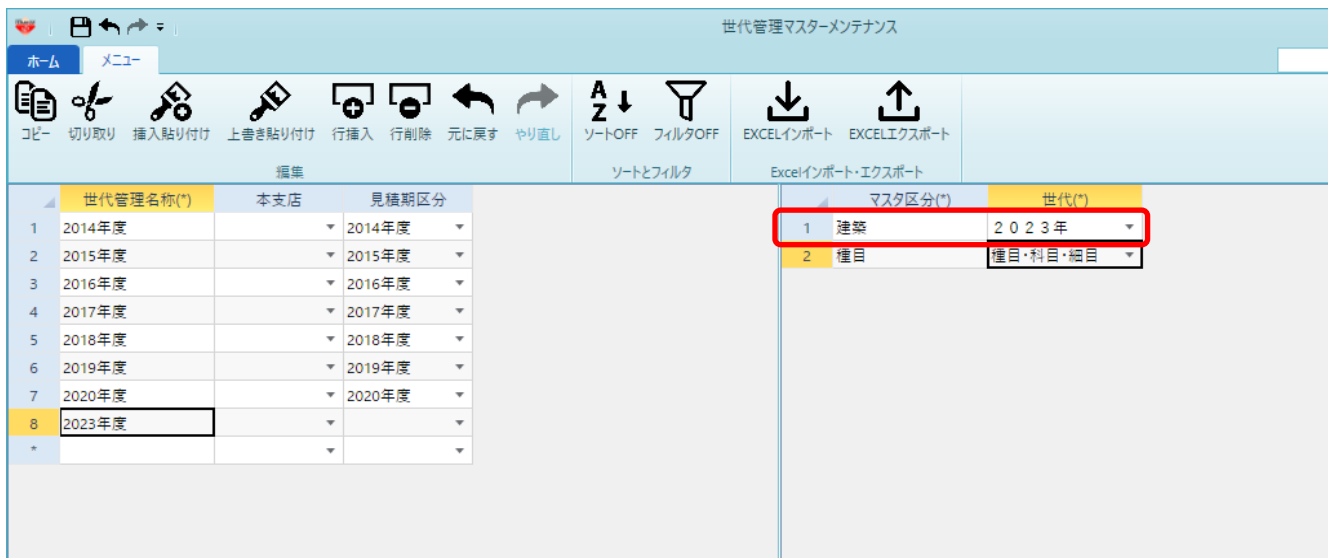 世代管理マスターメンテナンス
ホーム メニュー
コピー 切り取り 挿入貼り付け 上書き貼り付け 行挿入 行削除 元に戻す やり直し ソートOFF フィルタOFF EXCELインポート EXCELエクスポート
編集 ソートとフィルタ Excelインポート・エクスポート
世代管理名称(*) 本支店 見積期区分 マスタ区分(*) 世代(*)
1 2014年度 2014年度 1 建築 2023年
2 2015年度 2015年度 2 種目 種目・科目・細目
3 2016年度 2016年度
4 2017年度 2017年度
5 2018年度 2018年度
6 2019年度 2019年度
7 2020年度 2020年度
8 2023年度
*